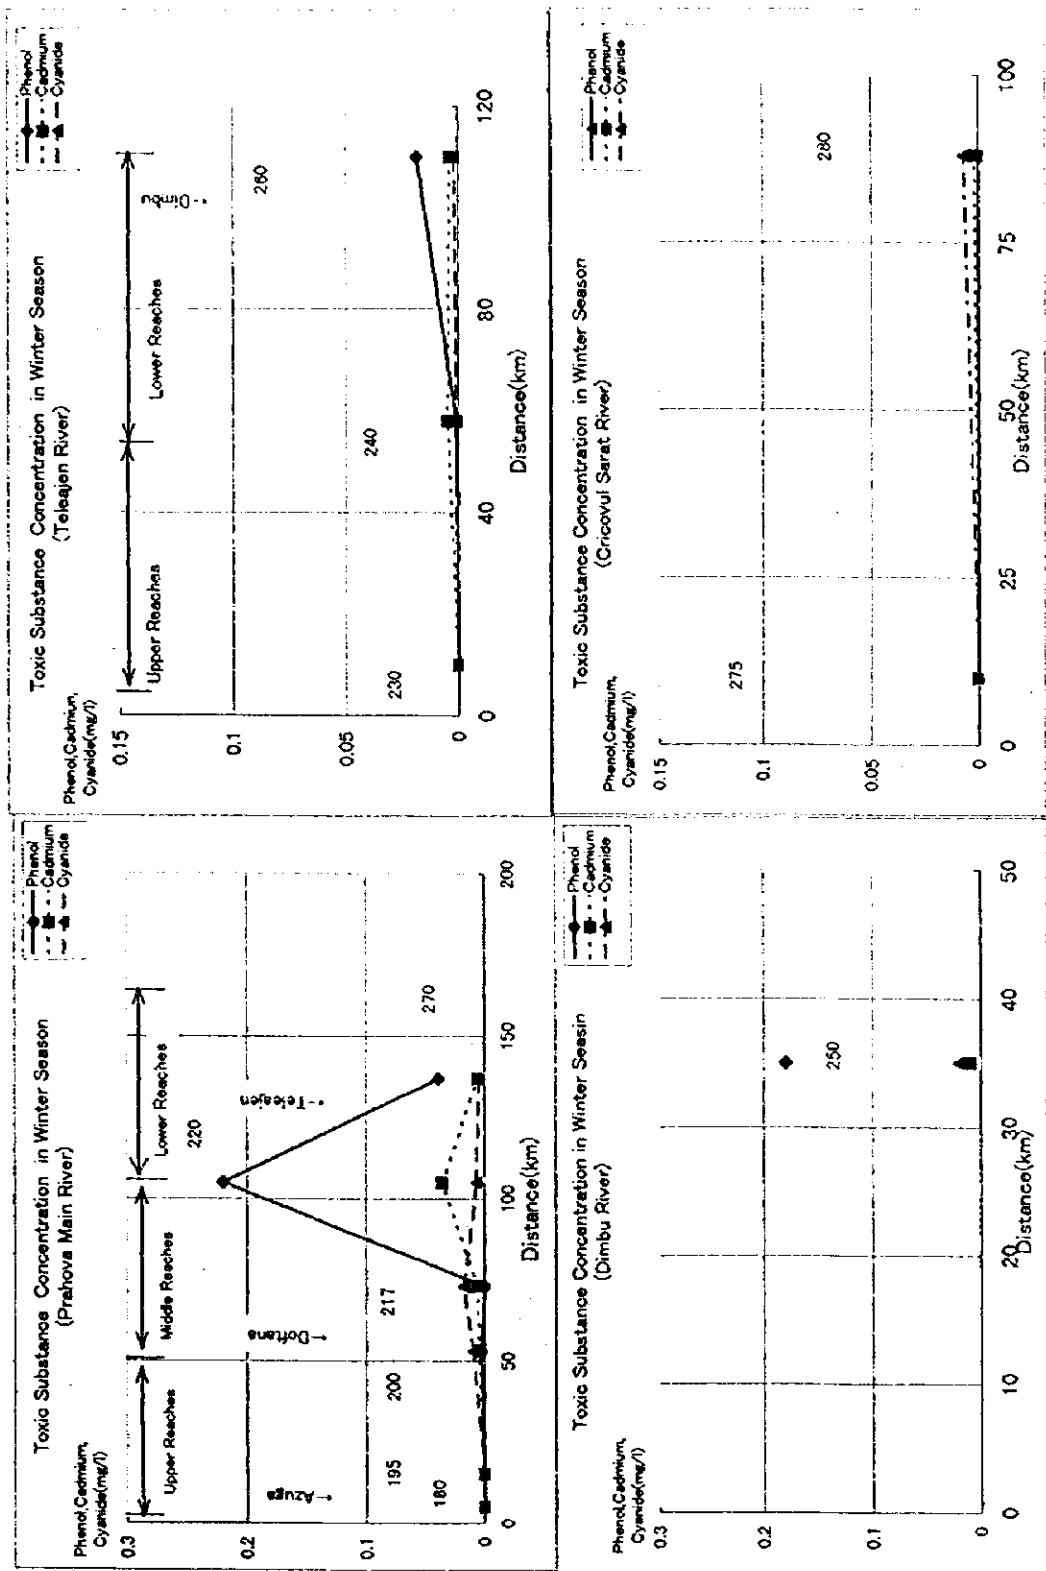 Toxic Substance Concentration in Winter Season
(Prahova Main River)
Phenol,Cadmium,
Cyanide(mg/l)
Phenol
Cadmium
Cyanide
Upper Reaches
Middle Reaches
Lower Reaches
←Azuga
←Doftana
Teleajen
0.3
0.2
0.1
0
180
195
200
217
220
270
0
50
100
150
200
Distance(km)
Toxic Substance Concentration in Winter Season
(Teleajen River)
Phenol,Cadmium,
Cyanide(mg/l)
Phenol
Cadmium
Cyanide
Upper Reaches
Lower Reaches
Dimbu
0.15
0.1
0.05
0
230
240
260
0
40
80
120
Distance(km)
Toxic Substance Concentration in Winter Seasin
(Dimbu River)
Phenol,Cadmium,
Cyanide(mg/l)
Phenol
Cadmium
Cyanide
0.3
0.2
0.1
0
250
0
10
20
30
40
50
Distance(km)
Toxic Substance Concentration in Winter Season
(Cricovul Sarat River)
Phenol,Cadmium,
Cyanide(mg/l)
Phenol
Cadmium
Cyanide
0.15
0.1
0.05
0
275
280
0
25
50
75
100
Distance(km)